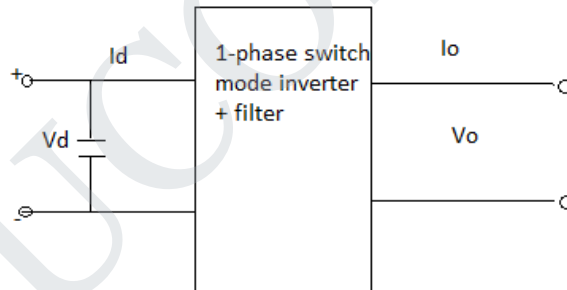 Id
1-phase switch
mode inverter
+ filter
Io
+
Vd
Vo
-